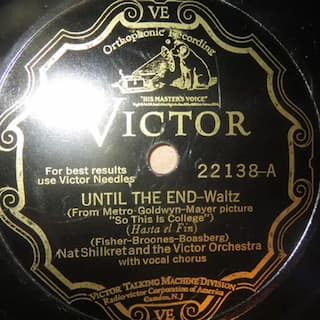 VE
Orthophonic Recording
"HIS MASTER'S VOICE"
VICTOR
For best results
use Victor Needles
22138-A
UNTIL THE END-Waltz
(From Metro-Goldwyn-Mayer picture
"So This Is College")
(Hasta el Fin)
(Fisher-Broones-Boasberg)
Nat Shilkret and the Victor Orchestra
with vocal chorus
VICTOR TALKING MACHINE DIVISION
Radio-Victor Corporation of America
Camden, N.J.
VE